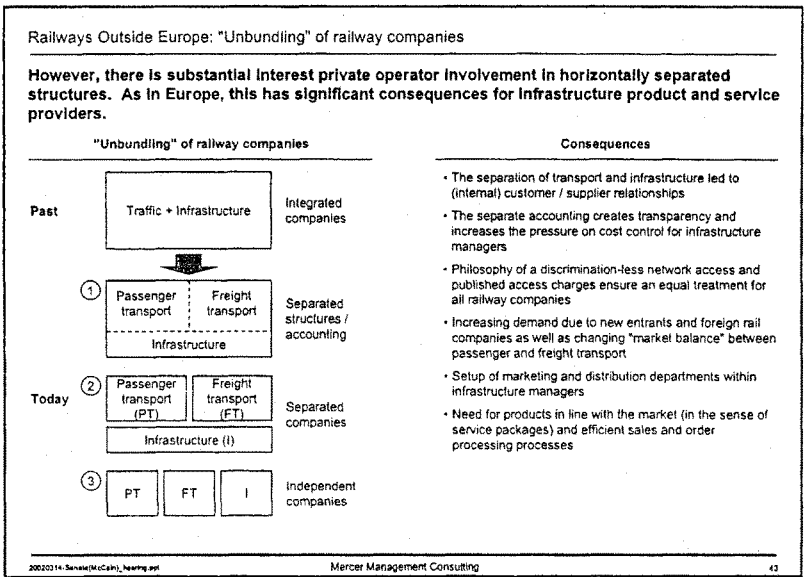 Railways Outside Europe: "Unbundling" of railway companies
However, there is substantial interest private operator involvement in horizontally separated
structures. As in Europe, this has significant consequences for infrastructure product and service
providers.
"Unbundling" of railway companies
Past
Traffic + Infrastructure
Integrated
companies
1
Passenger
transport
Freight
transport
Infrastructure
Separated
structures /
accounting
Today
2
Passenger
transport
(PT)
Freight
transport
(FT)
Infrastructure (I)
Separated
companies
3
PT
FT
I
Independent
companies
Consequences
• The separation of transport and infrastructure led to
(internal) customer / supplier relationships
• The separate accounting creates transparency and
increases the pressure on cost control for infrastructure
managers
• Philosophy of a discrimination-less network access and
published access charges ensure an equal treatment for
all railway companies
• Increasing demand due to new entrants and foreign rail
companies as well as changing "market balance" between
passenger and freight transport
• Setup of marketing and distribution departments within
infrastructure managers
• Need for products in line with the market (in the sense of
service packages) and efficient sales and order
processing processes
20020314-Senate(McCain)_hearing.ppt
Mercer Management Consulting
43